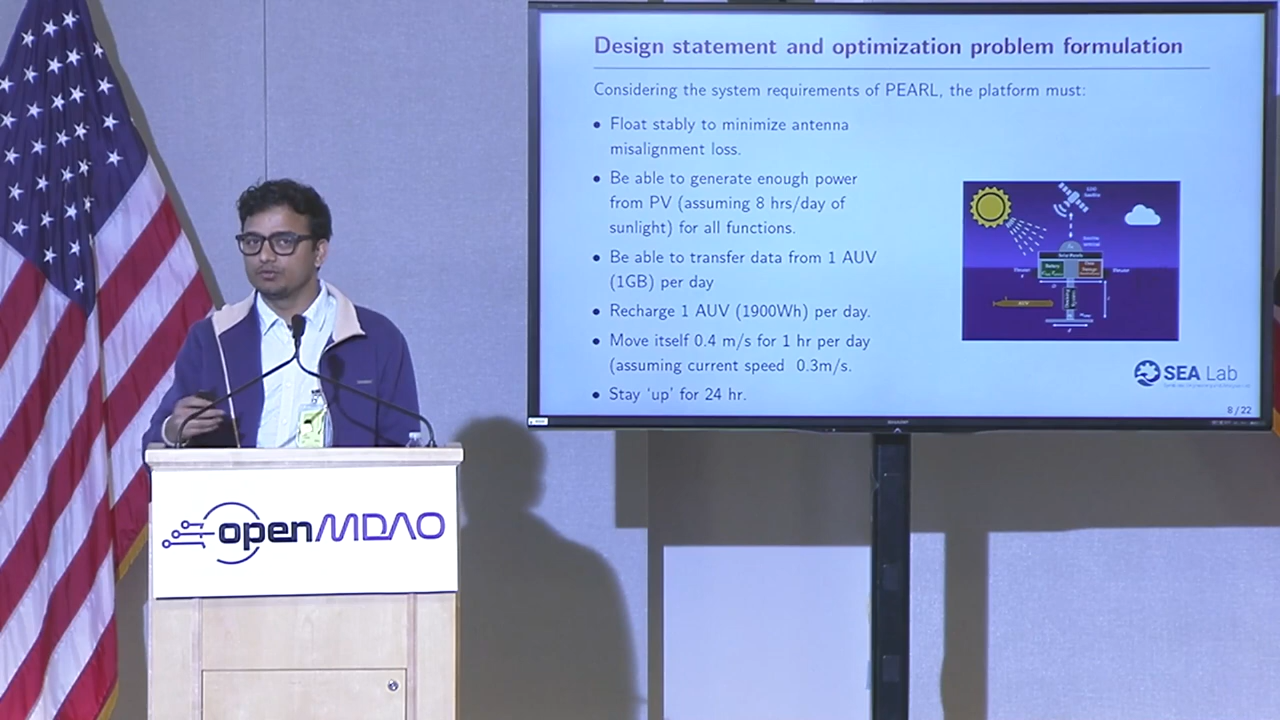 Design statement and optimization problem formulation
Considering the system requirements of PEARL, the platform must:
• Float stably to minimize antenna
misalignment loss.
• Be able to generate enough power
from PV (assuming 8 hrs/day of
sunlight) for all functions.
• Be able to transfer data from 1 AUV
(1GB) per day
• Recharge 1 AUV (1900Wh) per day.
• Move itself 0.4 m/s for 1 hr per day
(assuming current speed 0.3m/s.
• Stay ‘up’ for 24 hr.
SEA Lab
8 / 22
openMDAO